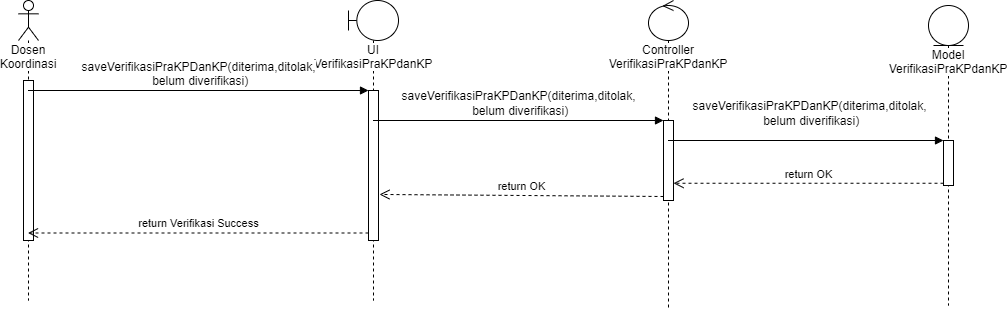 Dosen
Koordinasi
UI
VerifikasiPraKPdanKP
Controller
VerifikasiPraKPdanKP
Model
VerifikasiPraKPdanKP
saveVerifikasiPraKPDanKP(diterima,ditolak,
belum diverifikasi)
saveVerifikasiPraKPDanKP(diterima,ditolak,
belum diverifikasi)
saveVerifikasiPraKPDanKP(diterima,ditolak,
belum diverifikasi)
return OK
return OK
return Verifikasi Success